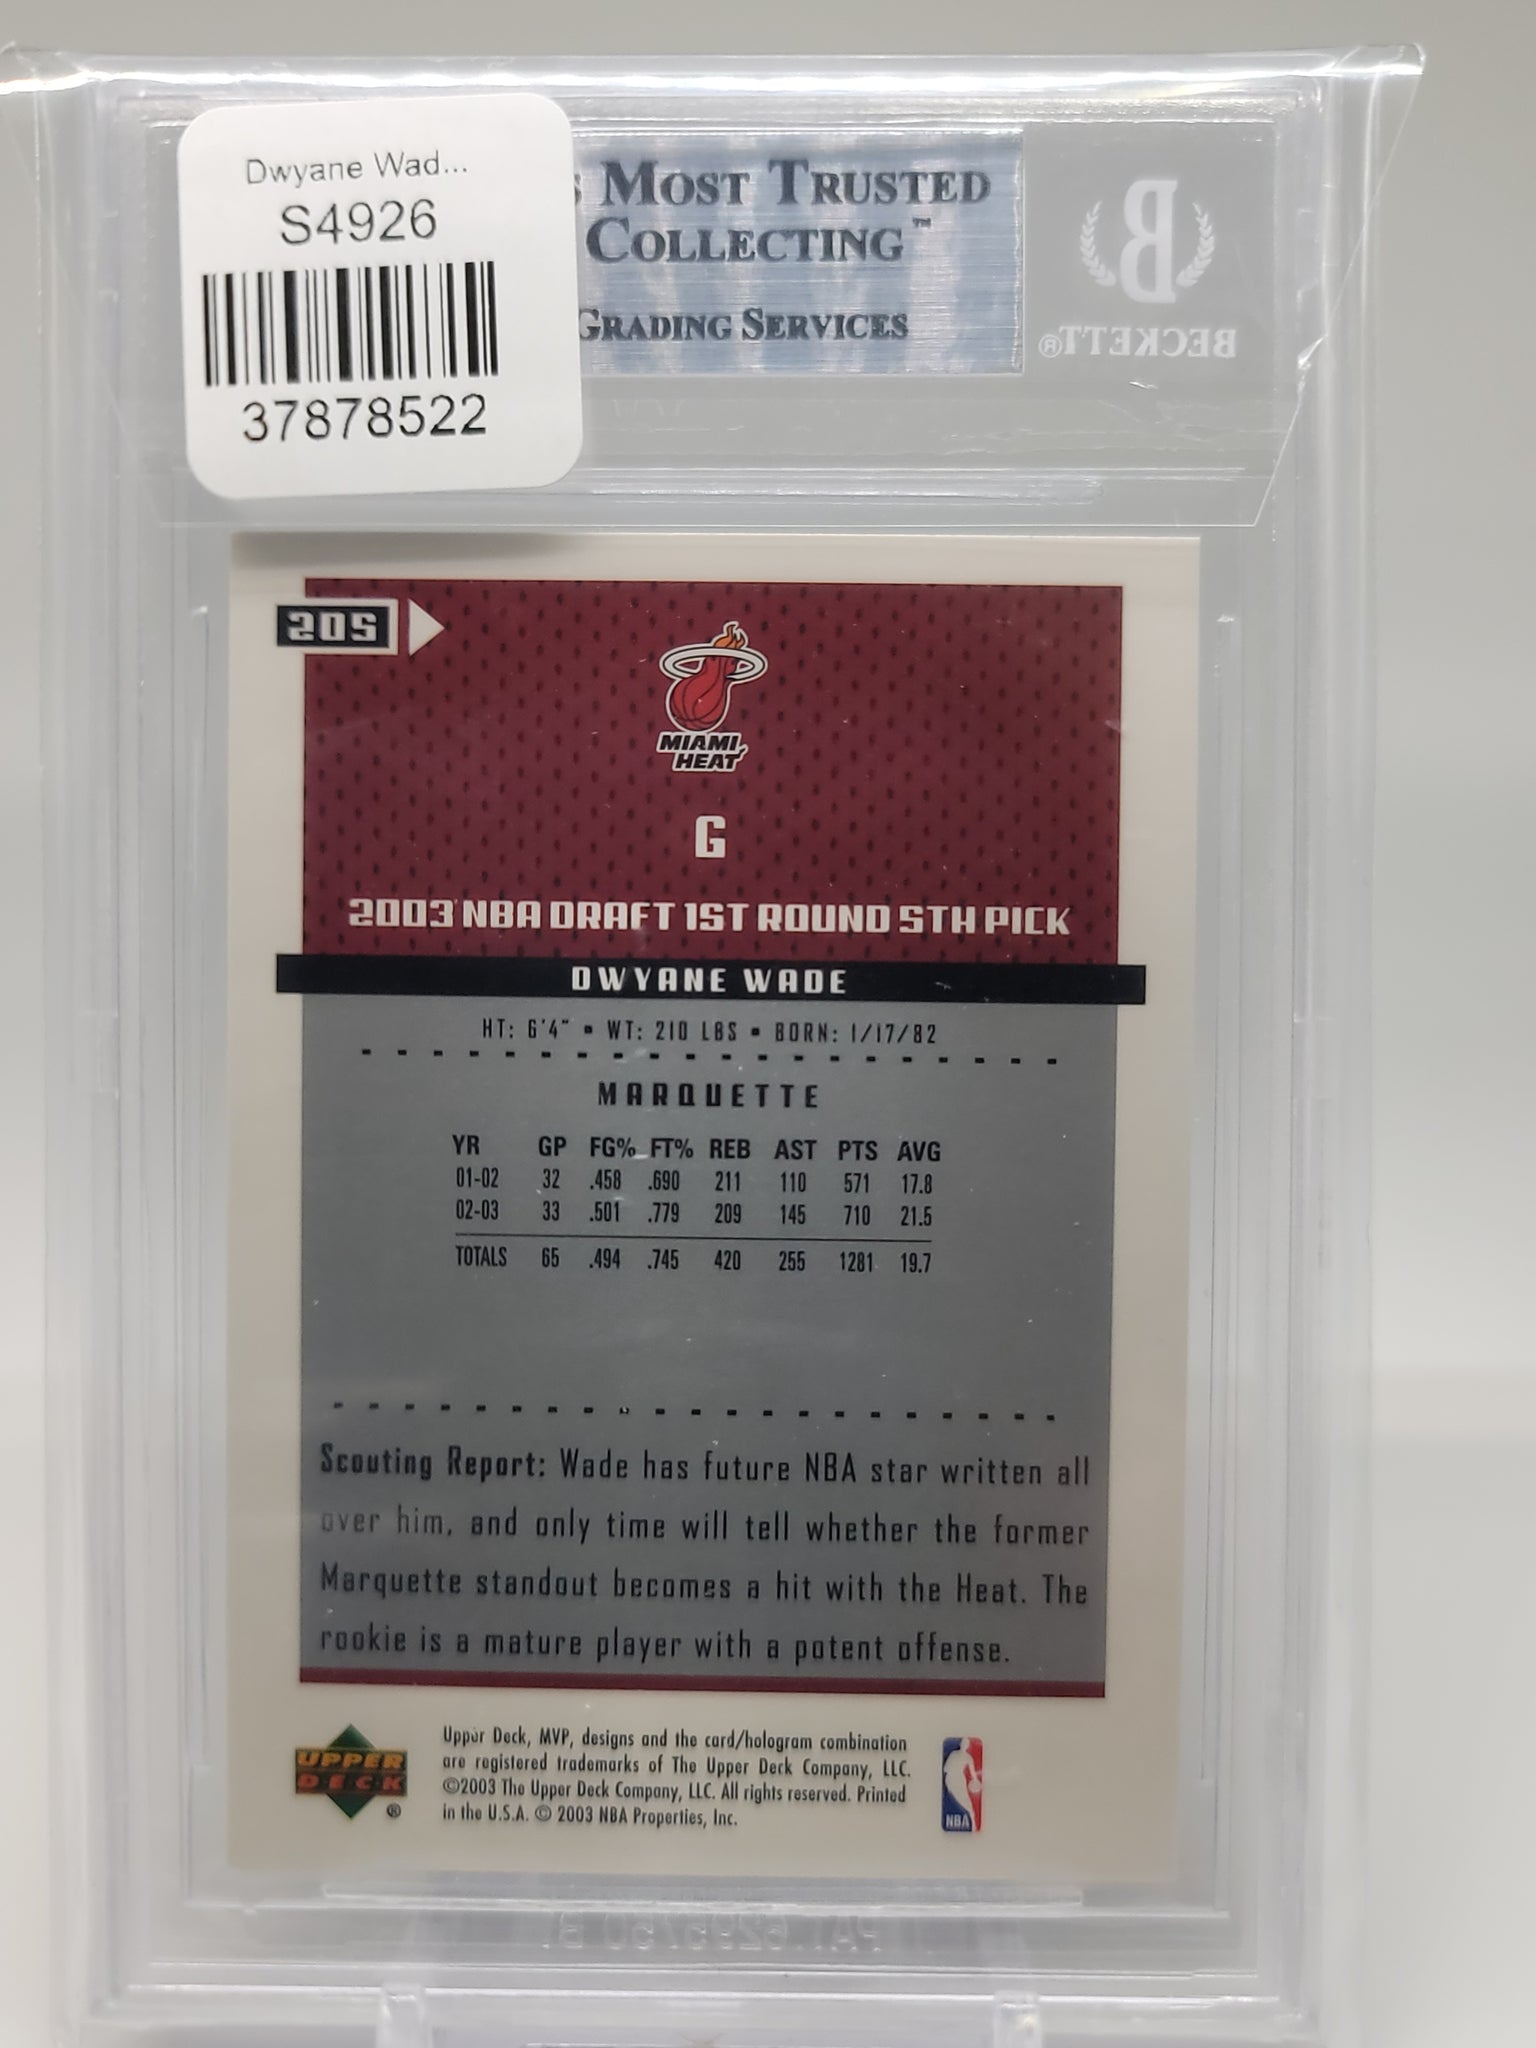 Dwyane Wad...
S4926
37878522
MOST TRUSTED
COLLECTING™
GRADING SERVICES
B
BECKETT®
205
MIAMI
HEAT
G
2003 NBA DRAFT 1ST ROUND 5TH PICK
DWYANE WADE
HT: 6'4" ▪ WT: 210 LBS ▪ BORN: 1/17/82
MARQUETTE
YR GP FG% FT% REB AST PTS AVG
01-02 32 .458 .690 211 110 571 17.8
02-03 33 .501 .779 209 145 710 21.5
TOTALS 65 .494 .745 420 255 1281 19.7
Scouting Report: Wade has future NBA star written all
over him, and only time will tell whether the former
Marquette standout becomes a hit with the Heat. The
rookie is a mature player with a potent offense.
UPPER
DECK
®
Upper Deck, MVP, designs and the card/hologram combination
are registered trademarks of The Upper Deck Company, LLC.
©2003 The Upper Deck Company, LLC. All rights reserved. Printed
in the U.S.A. © 2003 NBA Properties, Inc.
NBA